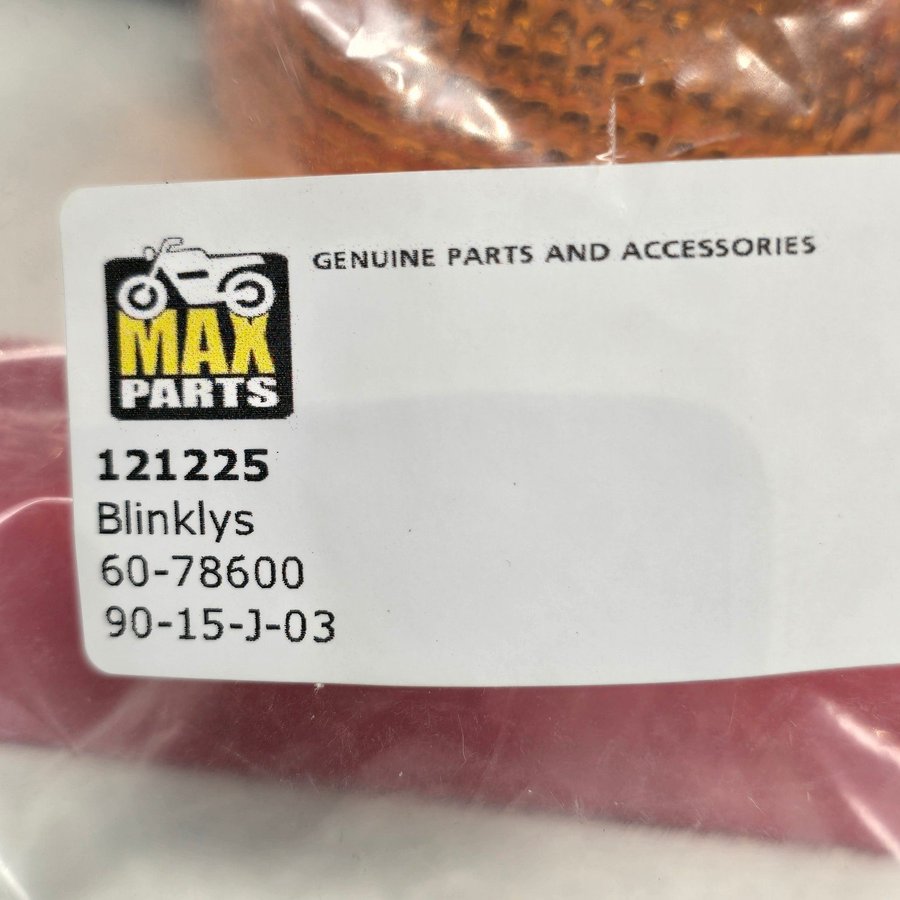 GENUINE PARTS AND ACCESSORIES
MAX
PARTS
121225
Blinklys
60-78600
90-15-J-03